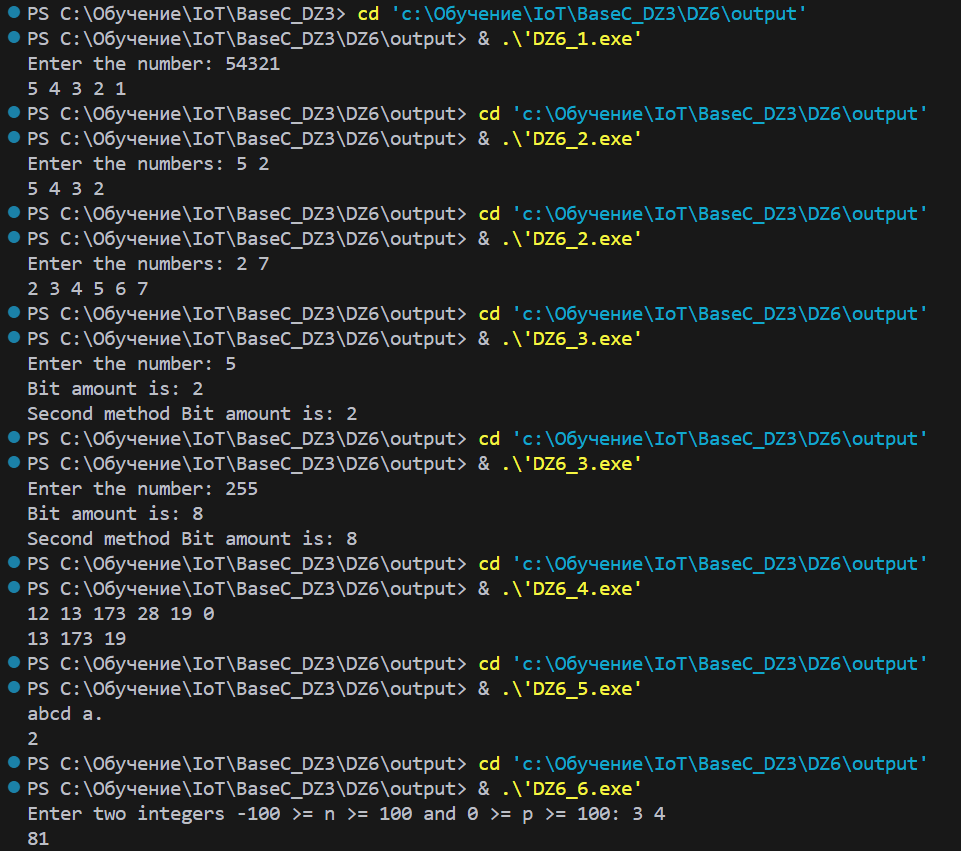 PS C:\Обучение\IoT\BaseC_DZ3> cd 'c:\Обучение\IoT\BaseC_DZ3\DZ6\output'
PS C:\Обучение\IoT\BaseC_DZ3\DZ6\output> & .\'DZ6_1.exe'
Enter the number: 54321
5 4 3 2 1
PS C:\Обучение\IoT\BaseC_DZ3\DZ6\output> cd 'c:\Обучение\IoT\BaseC_DZ3\DZ6\output'
PS C:\Обучение\IoT\BaseC_DZ3\DZ6\output> & .\'DZ6_2.exe'
Enter the numbers: 5 2
5 4 3 2
PS C:\Обучение\IoT\BaseC_DZ3\DZ6\output> cd 'c:\Обучение\IoT\BaseC_DZ3\DZ6\output'
PS C:\Обучение\IoT\BaseC_DZ3\DZ6\output> & .\'DZ6_2.exe'
Enter the numbers: 2 7
2 3 4 5 6 7
PS C:\Обучение\IoT\BaseC_DZ3\DZ6\output> cd 'c:\Обучение\IoT\BaseC_DZ3\DZ6\output'
PS C:\Обучение\IoT\BaseC_DZ3\DZ6\output> & .\'DZ6_3.exe'
Enter the number: 5
Bit amount is: 2
Second method Bit amount is: 2
PS C:\Обучение\IoT\BaseC_DZ3\DZ6\output> cd 'c:\Обучение\IoT\BaseC_DZ3\DZ6\output'
PS C:\Обучение\IoT\BaseC_DZ3\DZ6\output> & .\'DZ6_3.exe'
Enter the number: 255
Bit amount is: 8
Second method Bit amount is: 8
PS C:\Обучение\IoT\BaseC_DZ3\DZ6\output> cd 'c:\Обучение\IoT\BaseC_DZ3\DZ6\output'
PS C:\Обучение\IoT\BaseC_DZ3\DZ6\output> & .\'DZ6_4.exe'
12 13 173 28 19 0
13 173 19
PS C:\Обучение\IoT\BaseC_DZ3\DZ6\output> cd 'c:\Обучение\IoT\BaseC_DZ3\DZ6\output'
PS C:\Обучение\IoT\BaseC_DZ3\DZ6\output> & .\'DZ6_5.exe'
abcd a.
2
PS C:\Обучение\IoT\BaseC_DZ3\DZ6\output> cd 'c:\Обучение\IoT\BaseC_DZ3\DZ6\output'
PS C:\Обучение\IoT\BaseC_DZ3\DZ6\output> & .\'DZ6_6.exe'
Enter two integers -100 >= n >= 100 and 0 >= p >= 100: 3 4
81